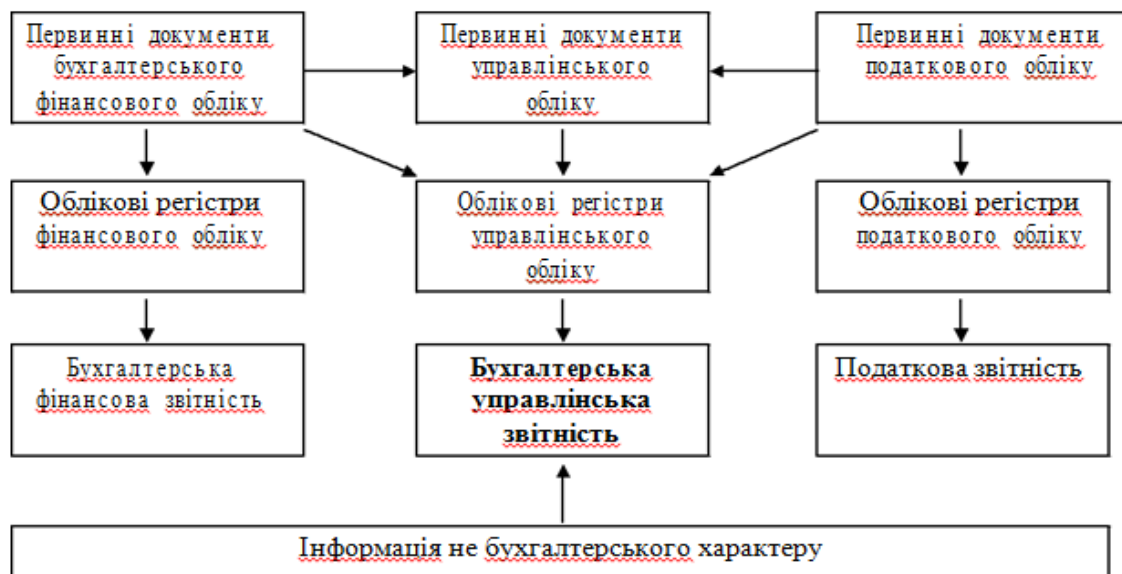 Первинні документи
бухгалтерського
фінансового обліку
Первинні документи
управлінського
обліку
Первинні документи
податкового обліку
Облікові регістри
фінансового обліку
Облікові регістри
управлінського
обліку
Облікові регістри
податкового обліку
Бухгалтерська
фінансова звітність
Бухгалтерська
управлінська
звітність
Податкова звітність
Інформація не бухгалтерського характеру